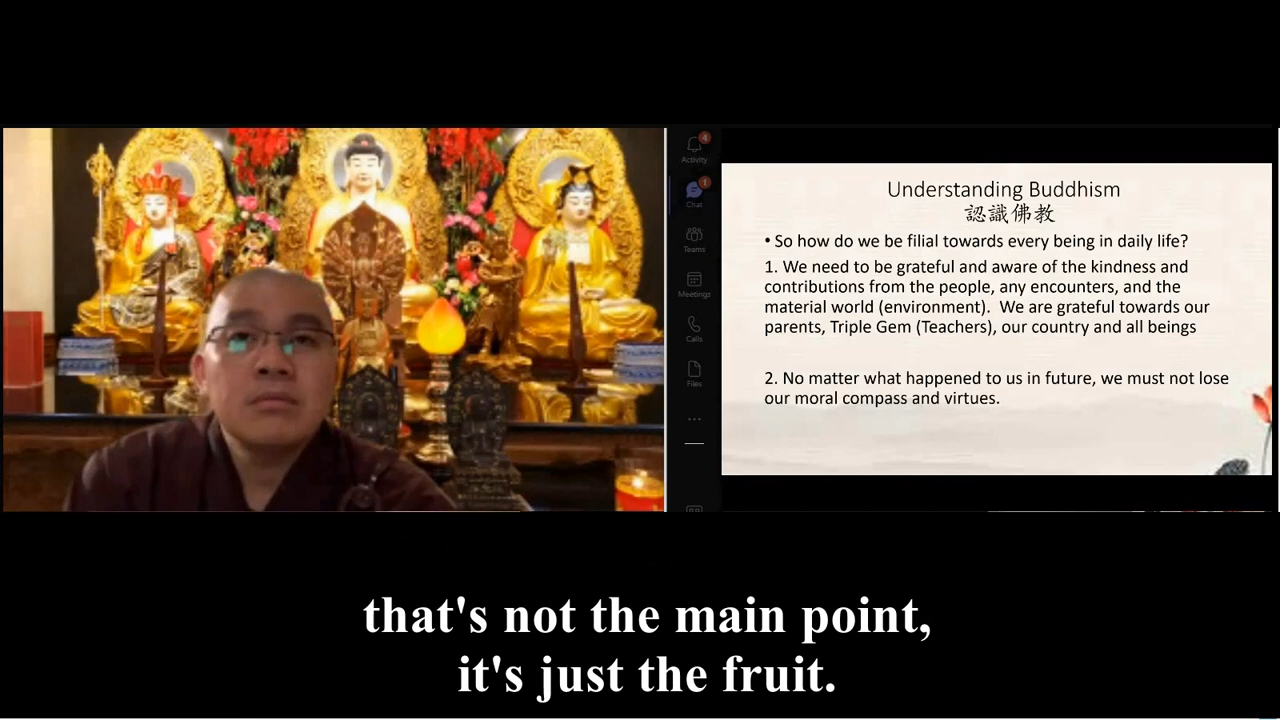 Activity
4
Chat
1
Teams
Meetings
Calls
Files
Understanding Buddhism
認識佛教
• So how do we be filial towards every being in daily life?
1. We need to be grateful and aware of the kindness and
contributions from the people, any encounters, and the
material world (environment).  We are grateful towards our
parents, Triple Gem (Teachers), our country and all beings
2. No matter what happened to us in future, we must not lose
our moral compass and virtues.
that's not the main point,
it's just the fruit.